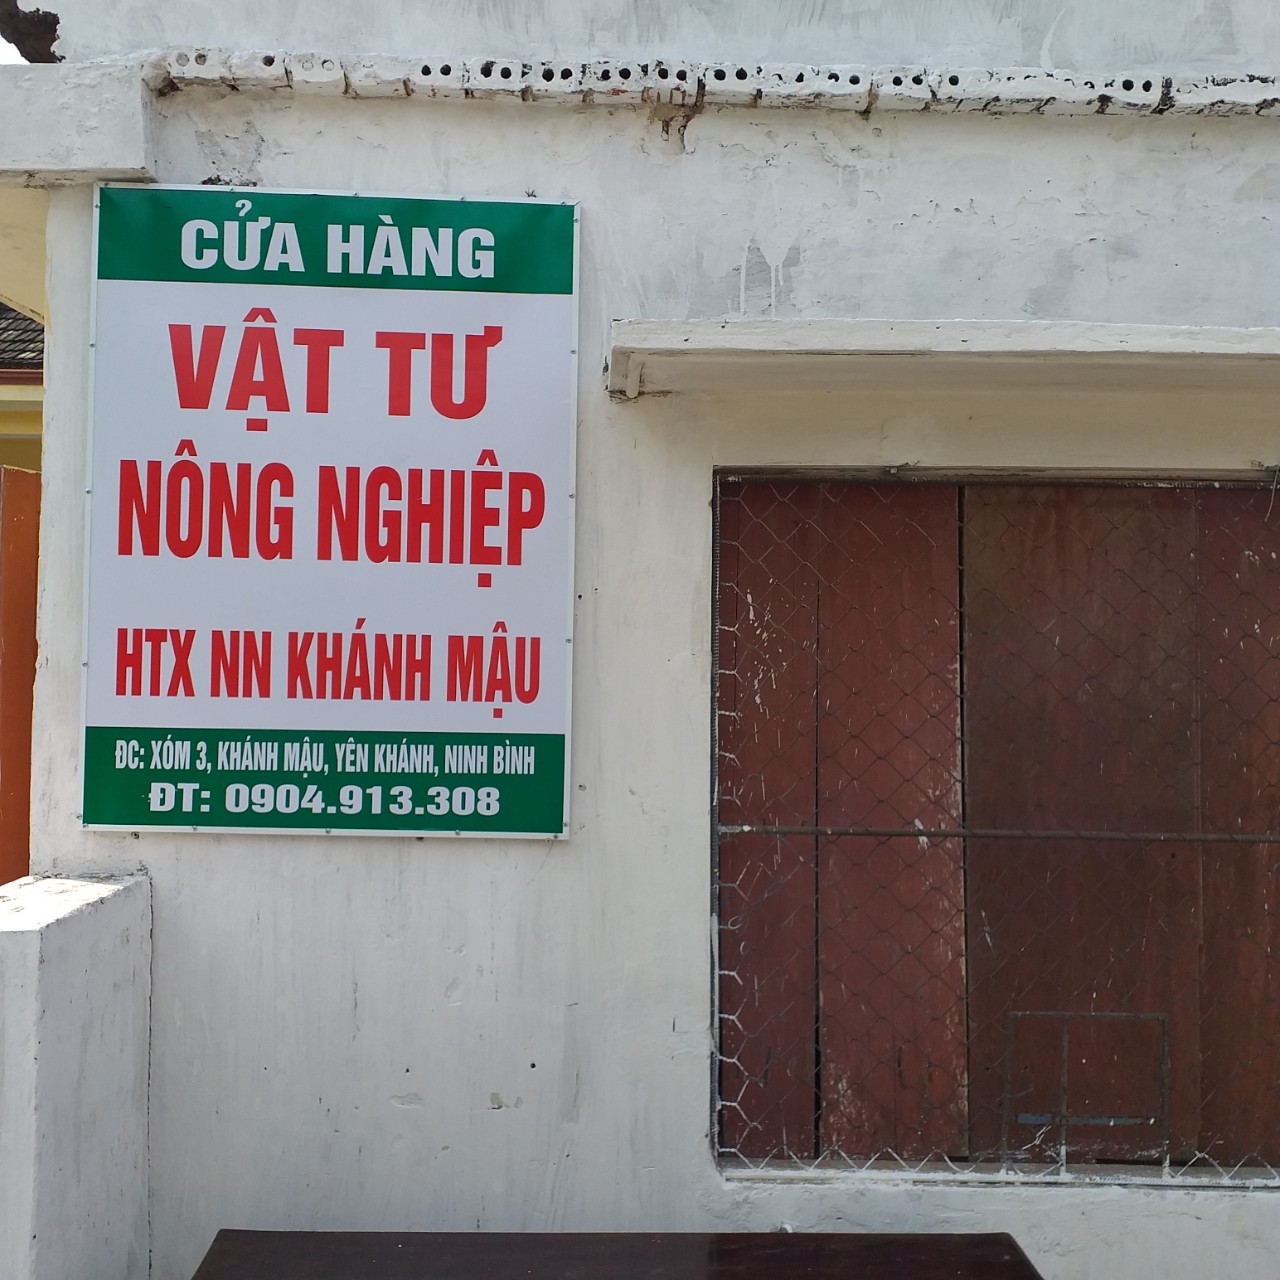 CỬA HÀNG
VẬT TƯ
NÔNG NGHIỆP
HTX NN KHÁNH MẬU
ĐC: XÓM 3, KHÁNH MẬU, YÊN KHÁNH, NINH BÌNH
ĐT: 0904.913.308